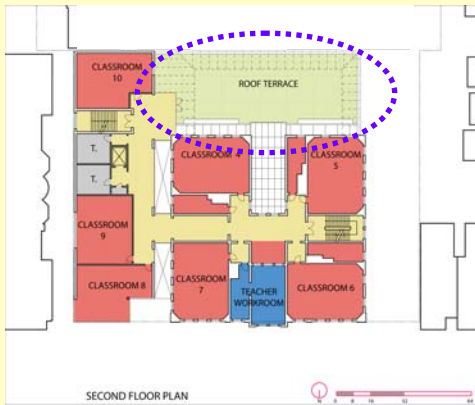 CLASSROOM
10
ROOF TERRACE
CLASSROOM 4
CLASSROOM
5
T.
T.
CLASSROOM
9
CLASSROOM 8
CLASSROOM
7
TEACHER
WORKROOM
CLASSROOM 6
SECOND FLOOR PLAN
N